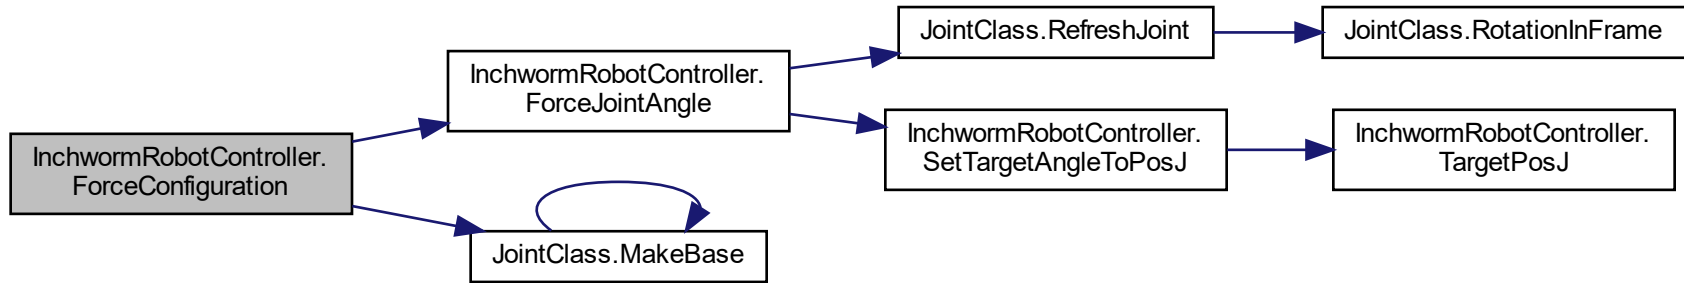 InchwormRobotController.
ForceConfiguration
InchwormRobotController.
ForceJointAngle
JointClass.RefreshJoint
JointClass.RotationInFrame
InchwormRobotController.
SetTargetAngleToPosJ
InchwormRobotController.
TargetPosJ
JointClass.MakeBase